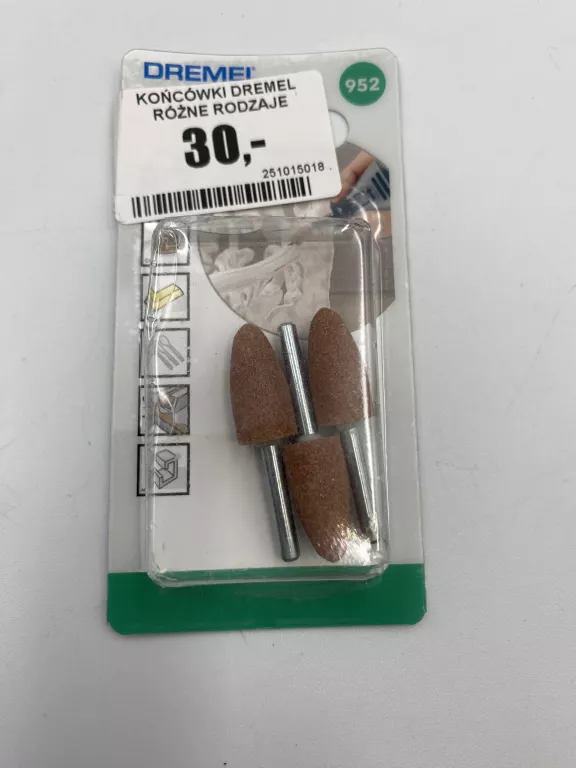 DREMEL
952
KOŃCÓWKI DREMEL
RÓŻNE RODZAJE
30,-
251015018